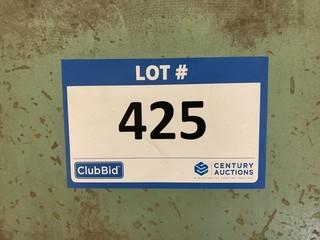 LOT #
425
ClubBid
CENTURY
AUCTIONS